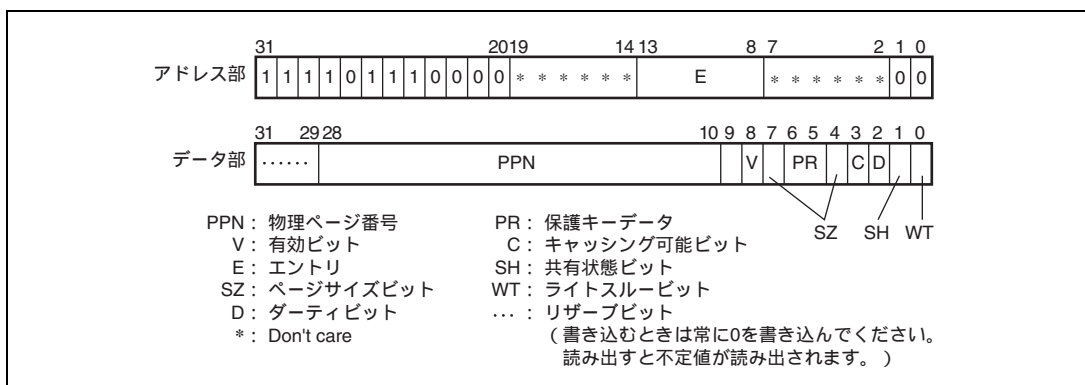 31 2019 14 13 8 7 2 1 0
アドレス部 1 1 1 1 0 1 1 1 0 0 0 0 * * * * * * E * * * * * * 0 0
31 29 28 10 9 8 7 6 5 4 3 2 1 0
データ部 ...... PPN V PR C D
SZ SH WT
PPN： 物理ページ番号 PR： 保護キーデータ
V： 有効ビット C： キャッシング可能ビット
E： エントリ SH： 共有状態ビット
SZ： ページサイズビット WT： ライトスルービット
D： ダーティビット ...： リザーブビット
*： Don't care （書き込むときは常に0を書き込んでください。
読み出すと不定値が読み出されます。）